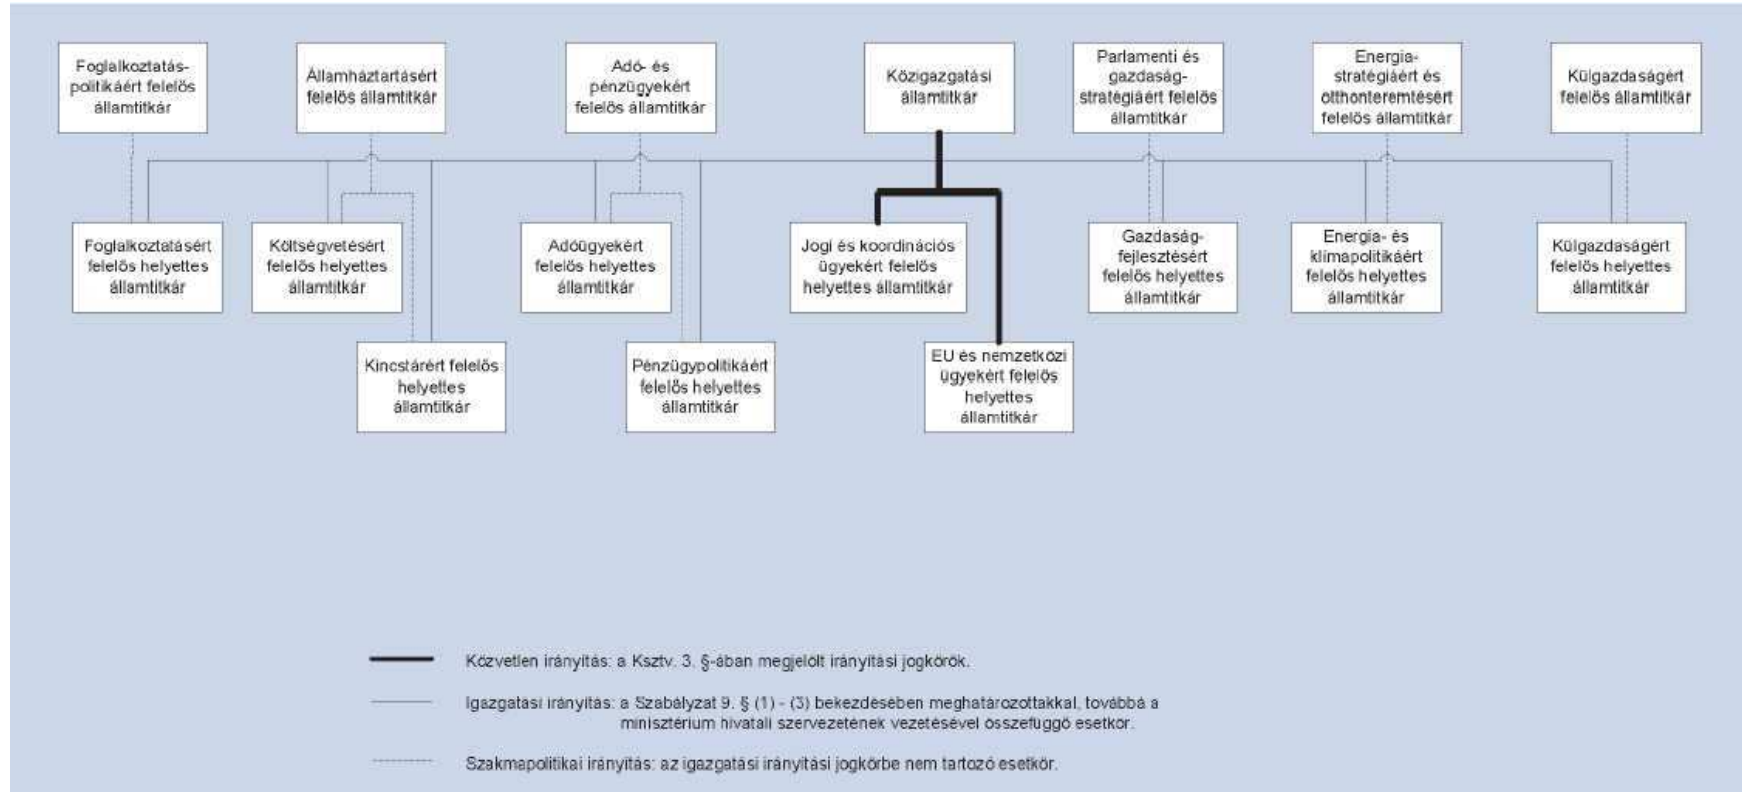 Foglalkoztatás-
politikáért felelős
államtitkár
Államháztartásért
felelős államtitkár
Adó- és
pénzügyekért
felelős államtitkár
Közigazgatási
államtitkár
Parlamenti és
gazdaság-
stratégiáért felelős
államtitkár
Energia-
stratégiáért és
otthonteremtésért
felelős államtitkár
Külgazdaságért
felelős államtitkár
Foglalkoztatásért
felelős helyettes
államtitkár
Költségvetésért
felelős helyettes
államtitkár
Adóügyekért
felelős helyettes
államtitkár
Jogi és koordinációs
ügyekért felelős
helyettes államtitkár
Gazdaság-
fejlesztésért
felelős helyettes
államtitkár
Energia- és
klímapolitikáért
felelős helyettes
államtitkár
Külgazdaságért
felelős helyettes
államtitkár
Kincstárért felelős
helyettes
államtitkár
Pénzügypolitikáért
felelős helyettes
államtitkár
EU és nemzetközi
ügyekért felelős
helyettes
államtitkár
Közvetlen irányítás: a Ksztv. 3. §-ában megjelölt irányítási jogkörök.
Igazgatási irányítás: a Szabályzat 9. § (1) - (3) bekezdésében meghatározottakkal, továbbá a
minisztérium hivatali szervezetének vezetésével összefüggő esetkör.
Szakmapolitikai irányítás: az igazgatási irányítási jogkörbe nem tartozó esetkör.